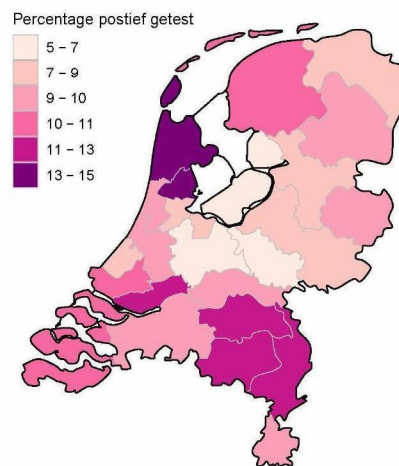 Percentage postief getest
5 – 7
7 – 9
9 – 10
10 – 11
11 – 13
13 – 15